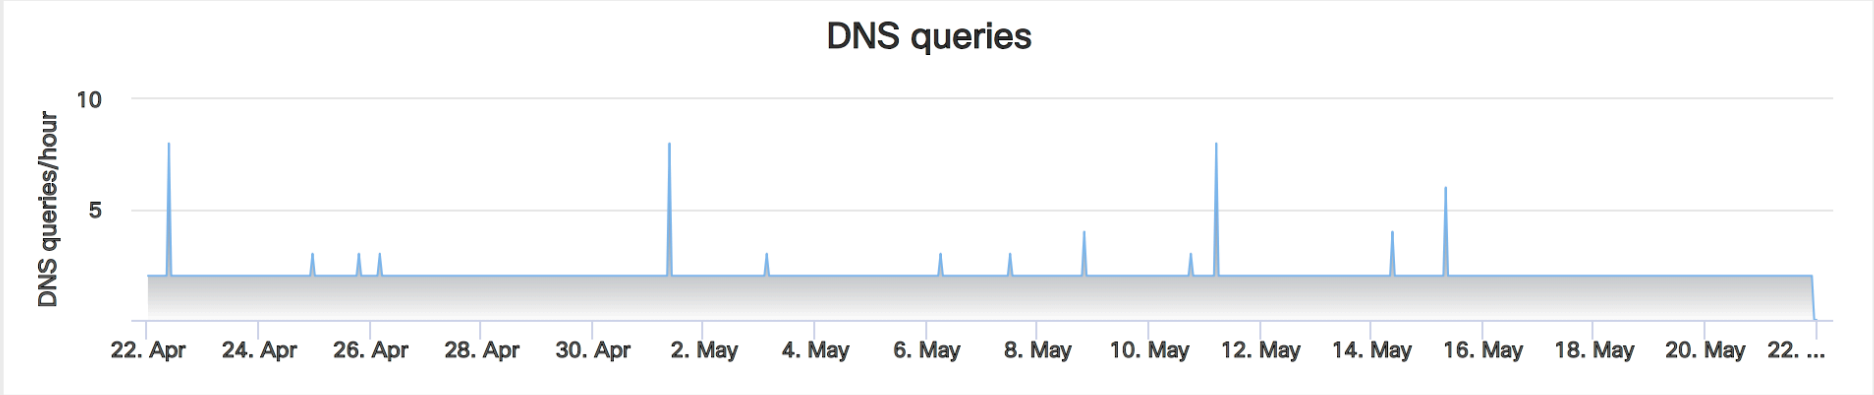 DNS queries
DNS queries/hour
10
5
22. Apr 24. Apr 26. Apr 28. Apr 30. Apr 2. May 4. May 6. May 8. May 10. May 12. May 14. May 16. May 18. May 20. May 22. ...